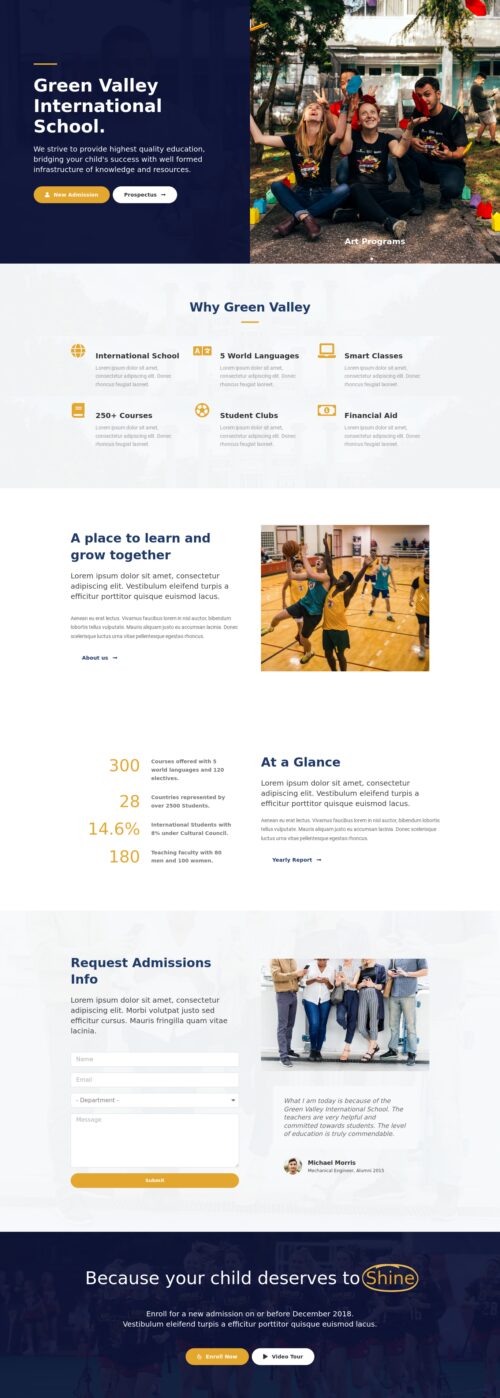 Green Valley
International
School.
We strive to provide highest quality education,
bridging your child's success with well formed
infrastructure of knowledge and resources.
New Admission
Prospectus →
Art Programs
Why Green Valley
International School
Lorem ipsum dolor sit amet,
consectetur adipiscing elit. Donec
rhoncus feugiat laoreet.
5 World Languages
Lorem ipsum dolor sit amet,
consectetur adipiscing elit. Donec
rhoncus feugiat laoreet.
Smart Classes
Lorem ipsum dolor sit amet,
consectetur adipiscing elit. Donec
rhoncus feugiat laoreet.
250+ Courses
Lorem ipsum dolor sit amet,
consectetur adipiscing elit. Donec
rhoncus feugiat laoreet.
Student Clubs
Lorem ipsum dolor sit amet,
consectetur adipiscing elit. Donec
rhoncus feugiat laoreet.
Financial Aid
Lorem ipsum dolor sit amet,
consectetur adipiscing elit. Donec
rhoncus feugiat laoreet.
A place to learn and
grow together
Lorem ipsum dolor sit amet, consectetur
adipiscing elit. Vestibulum eleifend turpis a
efficitur porttitor quisque euismod lacus.
Aenean eu erat lectus. Vivamus faucibus lorem in nisl auctor, bibendum
lobortis tellus vulputate. Mauris aliquam justo eu accumsan lacinia. Donec
scelerisque luctus urna vitae pellentesque egestas rhoncus.
About us →
300
Courses offered with 5
world languages and 120
electives.
28
Countries represented by
over 2500 Students.
14.6%
International Students with
8% under Cultural Council.
180
Teaching faculty with 80
men and 100 women.
At a Glance
Lorem ipsum dolor sit amet, consectetur
adipiscing elit. Vestibulum eleifend turpis a
efficitur porttitor quisque euismod lacus.
Aenean eu erat lectus. Vivamus faucibus lorem in nisl auctor, bibendum
lobortis tellus vulputate. Mauris aliquam justo eu accumsan scelerisque
luctus urna vitae pellentesque egestas rhoncus.
Yearly Report →
Request Admissions
Info
Lorem ipsum dolor sit amet, consectetur
adipiscing elit. Morbi volutpat justo sed
efficitur cursus. Mauris fringilla quam vitae
lacinia.
Name
Email
- Department -
Message
Submit
What I am today is because of the
Green Valley International School. The
teachers are very helpful and
committed towards students. The level
of education is truly commendable.
Michael Morris
Mechanical Engineer, Alumni 2015
Because your child deserves to Shine
Enroll for a new admission on or before December 2018.
Vestibulum eleifend turpis a efficitur porttitor quisque euismod lacus.
Enroll Now
Video Tour